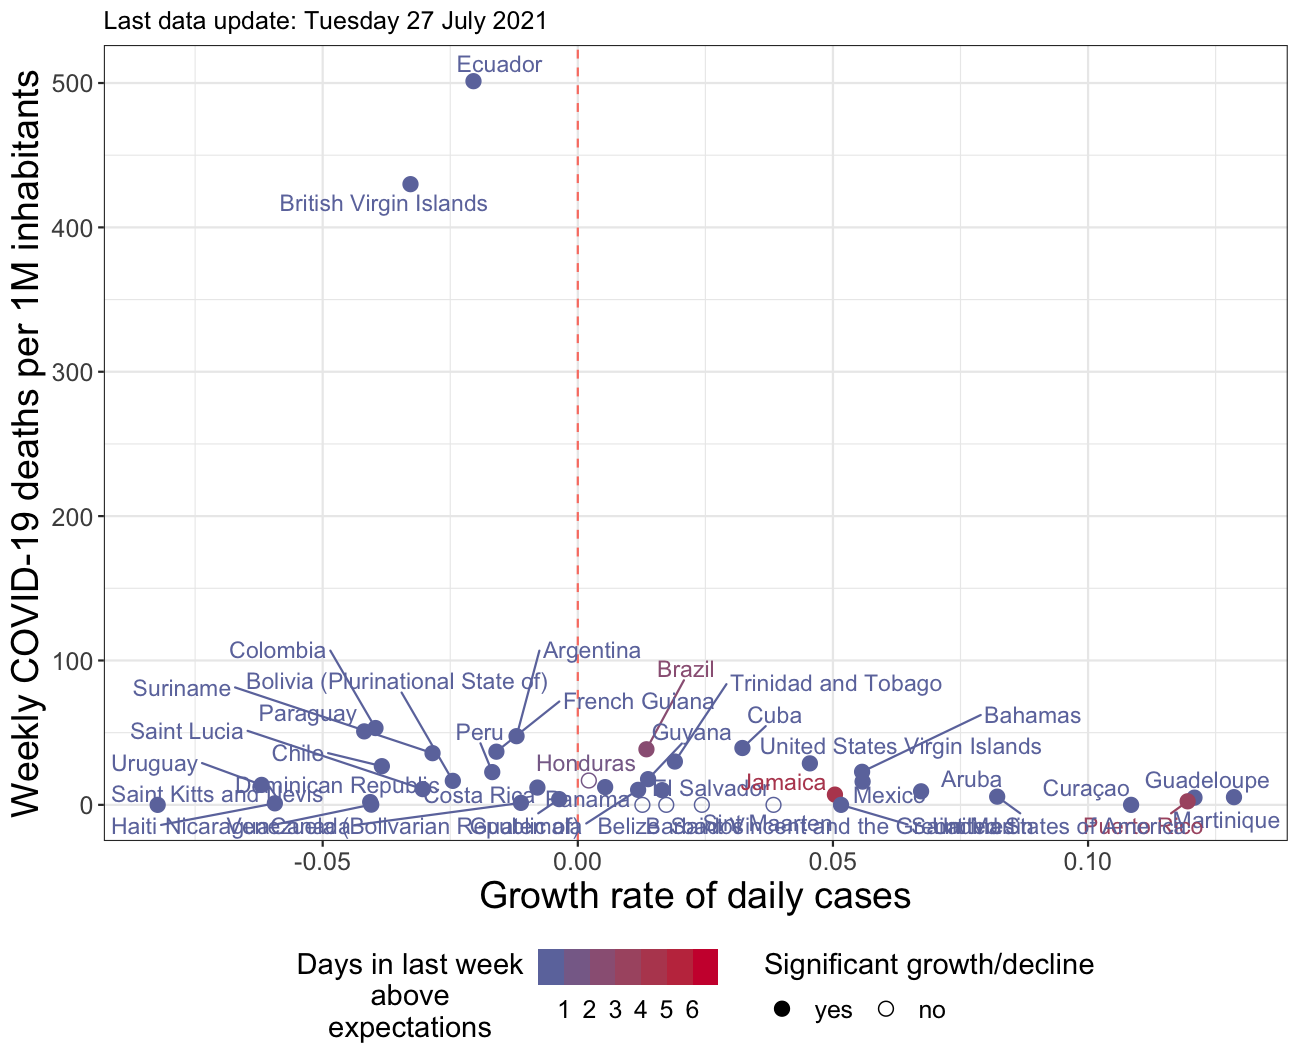 Last data update: Tuesday 27 July 2021
Weekly COVID-19 deaths per 1M inhabitants
500
400
300
200
100
0
Ecuador
British Virgin Islands
Colombia
Argentina
Brazil
Bolivia (Plurinational State of)
Trinidad and Tobago
Suriname
French Guiana
Paraguay
Cuba
Bahamas
Saint Lucia
Peru
Guyana
United States Virgin Islands
Chile
Uruguay
Honduras
Jamaica
Aruba
Guadeloupe
Dominican Republic
El Salvador
Curaçao
Saint Kitts and Nevis
Costa Rica
Panama
Mexico
Martinique
Sint Maarten
Haiti
Nicaragua
Venezuela (Bolivarian Republic of)
Canada
Guatemala
Belize
Barbados
Saint Vincent and the Grenadines
Saint Martin
United States of America
Puerto Rico
-0.05
0.00
0.05
0.10
Growth rate of daily cases
Days in last week
above
expectations
1 2 3 4 5 6
Significant growth/decline
yes
no